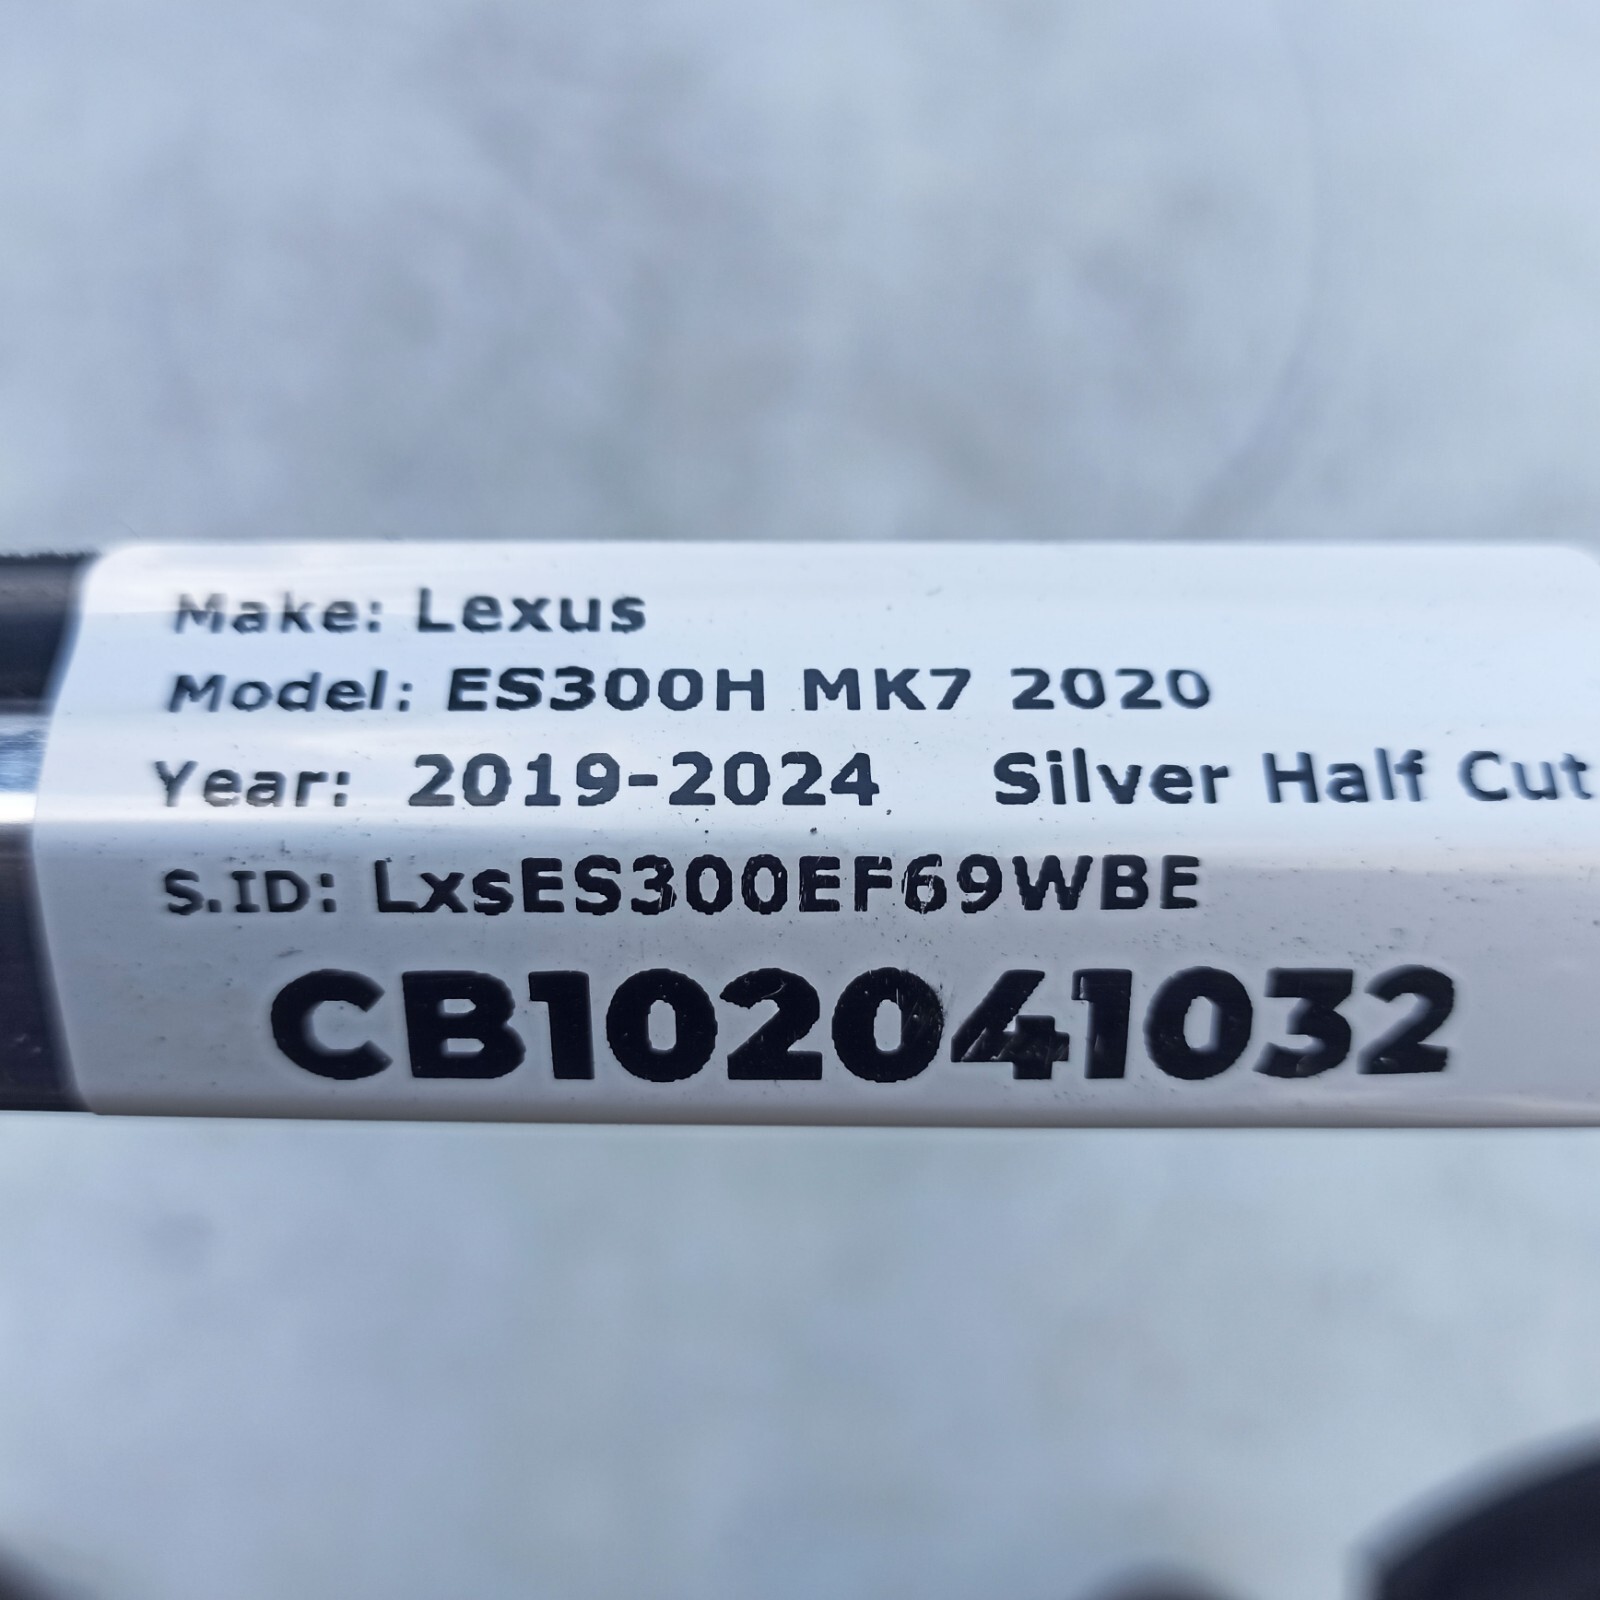 Make: Lexus
Model: ES300H MK7 2020
Year: 2019-2024 Silver Half Cut
S.ID: LxsES300EF69WBE
CB102041032